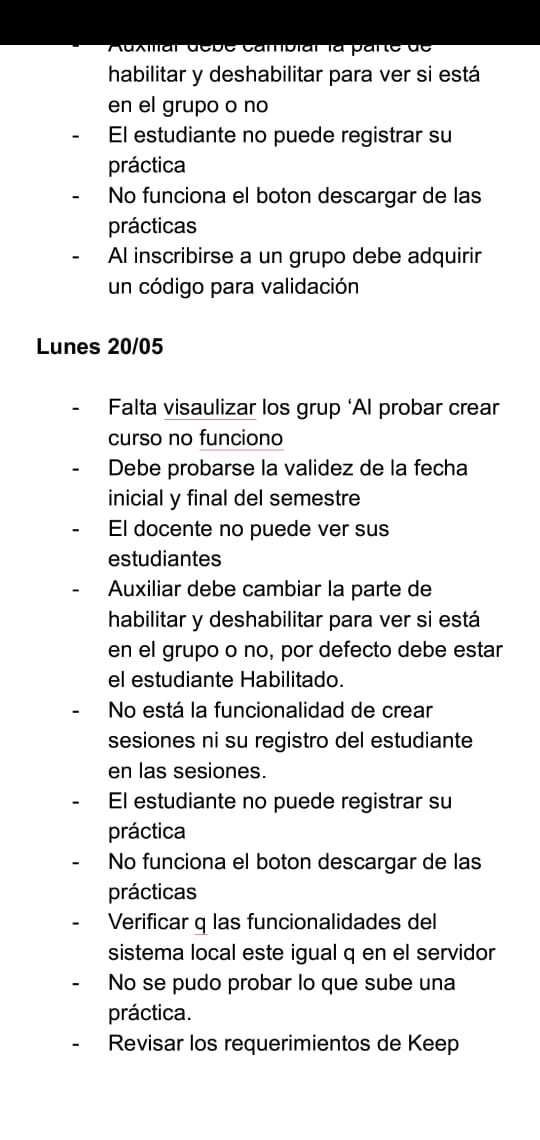 - Auxiliar debe cambiar la parte de
habilitar y deshabilitar para ver si está
en el grupo o no
- El estudiante no puede registrar su
práctica
- No funciona el boton descargar de las
prácticas
- Al inscribirse a un grupo debe adquirir
un código para validación
Lunes 20/05
- Falta visaulizar los grup ‘Al probar crear
curso no funciono
- Debe probarse la validez de la fecha
inicial y final del semestre
- El docente no puede ver sus
estudiantes
- Auxiliar debe cambiar la parte de
habilitar y deshabilitar para ver si está
en el grupo o no, por defecto debe estar
el estudiante Habilitado.
- No está la funcionalidad de crear
sesiones ni su registro del estudiante
en las sesiones.
- El estudiante no puede registrar su
práctica
- No funciona el boton descargar de las
prácticas
- Verificar q las funcionalidades del
sistema local este igual q en el servidor
- No se pudo probar lo que sube una
práctica.
- Revisar los requerimientos de Keep